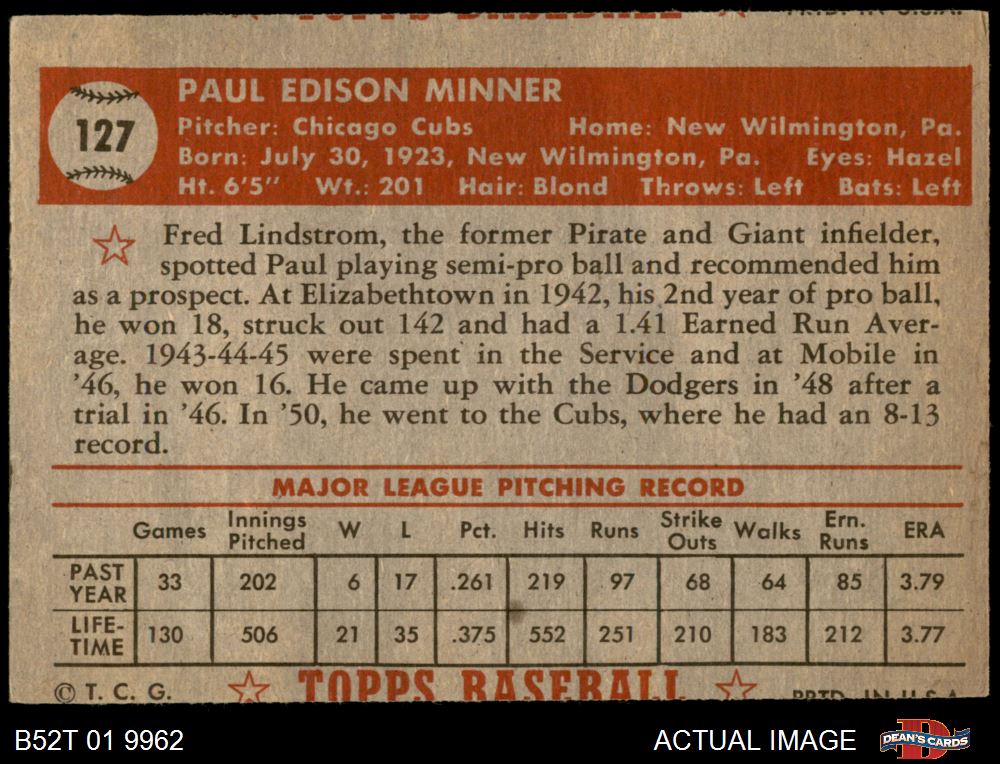 TOPPS BASEBALL PRTD. IN U.S.A.
127
PAUL EDISON MINNER
Pitcher: Chicago Cubs Home: New Wilmington, Pa.
Born: July 30, 1923, New Wilmington, Pa. Eyes: Hazel
Ht. 6'5" Wt.: 201 Hair: Blond Throws: Left Bats: Left
Fred Lindstrom, the former Pirate and Giant infielder,
spotted Paul playing semi-pro ball and recommended him
as a prospect. At Elizabethtown in 1942, his 2nd year of pro ball,
he won 18, struck out 142 and had a 1.41 Earned Run Aver-
age. 1943-44-45 were spent in the Service and at Mobile in
'46, he won 16. He came up with the Dodgers in '48 after a
trial in '46. In '50, he went to the Cubs, where he had an 8-13
record.
MAJOR LEAGUE PITCHING RECORD
Games Innings Pitched W L Pct. Hits Runs Strike Outs Walks Ern. Runs ERA
PAST YEAR 33 202 6 17 .261 219 97 68 64 85 3.79
LIFE-TIME 130 506 21 35 .375 552 251 210 183 212 3.77
© T. C. G. TOPPS BASEBALL PRTD. IN U.S.A.
B52T 01 9962 ACTUAL IMAGE DEAN'S CARDS